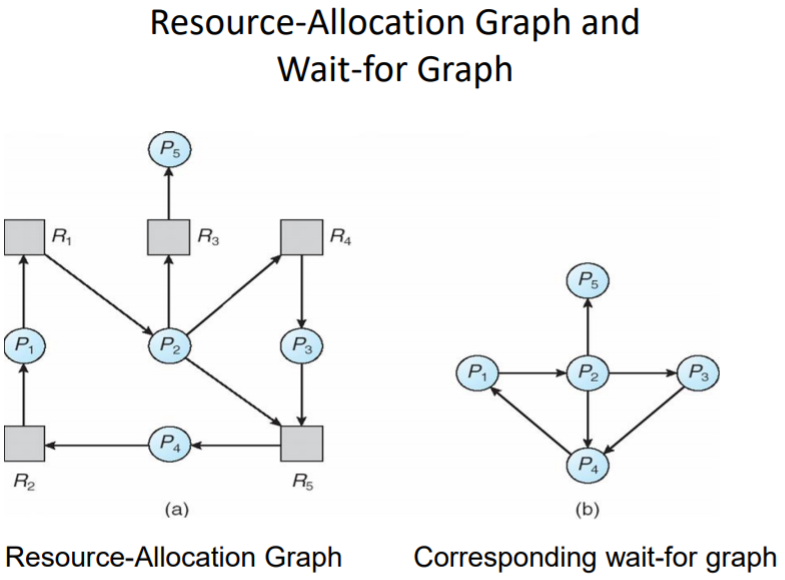 Resource-Allocation Graph and
Wait-for Graph
P5
R1
R3
R4
P1
P2
P3
P4
R2
R5
(a)
P5
P1
P2
P3
P4
(b)
Resource-Allocation Graph
Corresponding wait-for graph